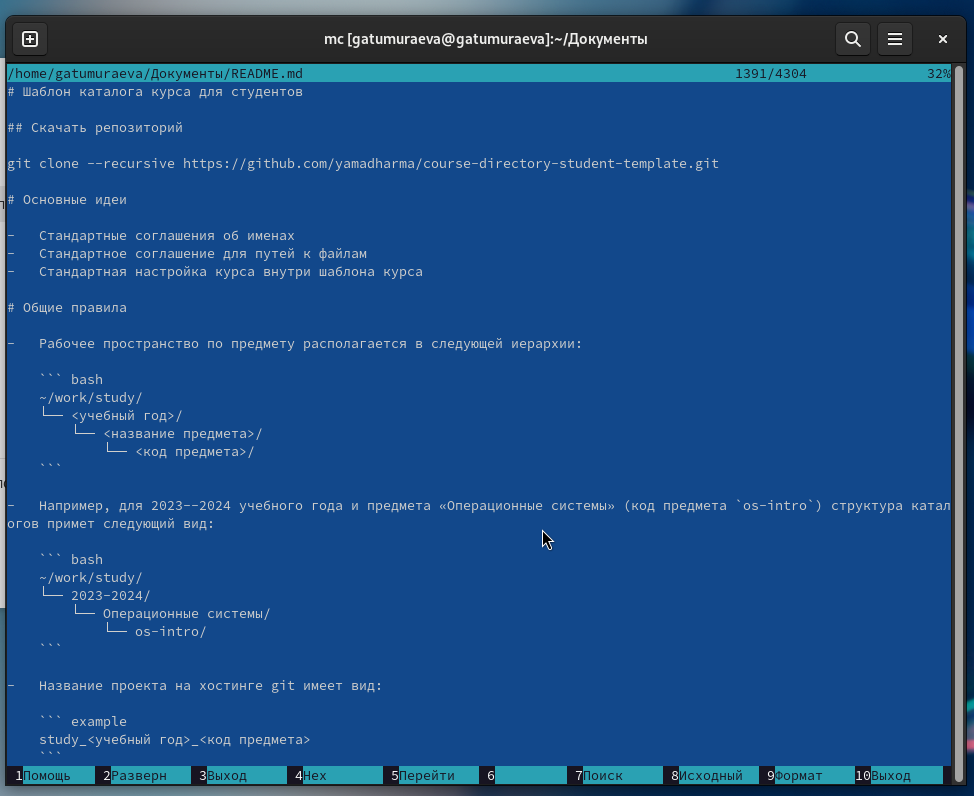 mc [gatumuraeva@gatumuraeva]:~/Документы
/home/gatumuraeva/Документы/README.md 1391/4304 32%
# Шаблон каталога курса для студентов
## Скачать репозиторий
git clone --recursive https://github.com/yamadharma/course-directory-student-template.git
# Основные идеи
-   Стандартные соглашения об именах
-   Стандартное соглашение для путей к файлам
-   Стандартная настройка курса внутри шаблона курса
# Общие правила
-   Рабочее пространство по предмету располагается в следующей иерархии:
    ``` bash
    ~/work/study/
    └── <учебный год>/
        └── <название предмета>/
            └── <код предмета>/
    ```
-   Например, для 2023--2024 учебного года и предмета «Операционные системы» (код предмета `os-intro`) структура катал
огов примет следующий вид:
    ``` bash
    ~/work/study/
    └── 2023-2024/
        └── Операционные системы/
            └── os-intro/
    ```
-   Название проекта на хостинге git имеет вид:
    ``` example
    study_<учебный год>_<код предмета>
    ```
1Помощь 2Разверн 3Выход 4Hex 5Перейти 6 7Поиск 8Исходный 9Формат 10Выход